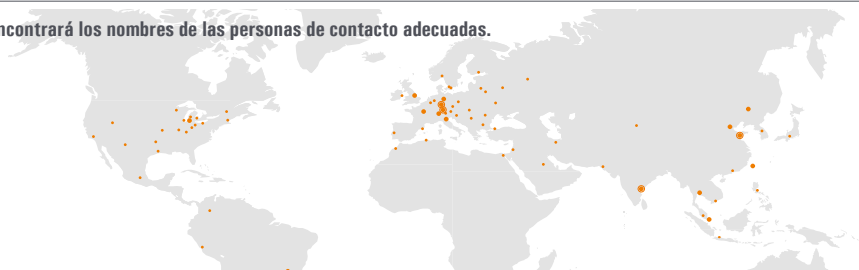 ncontrará los nombres de las personas de contacto adecuadas.